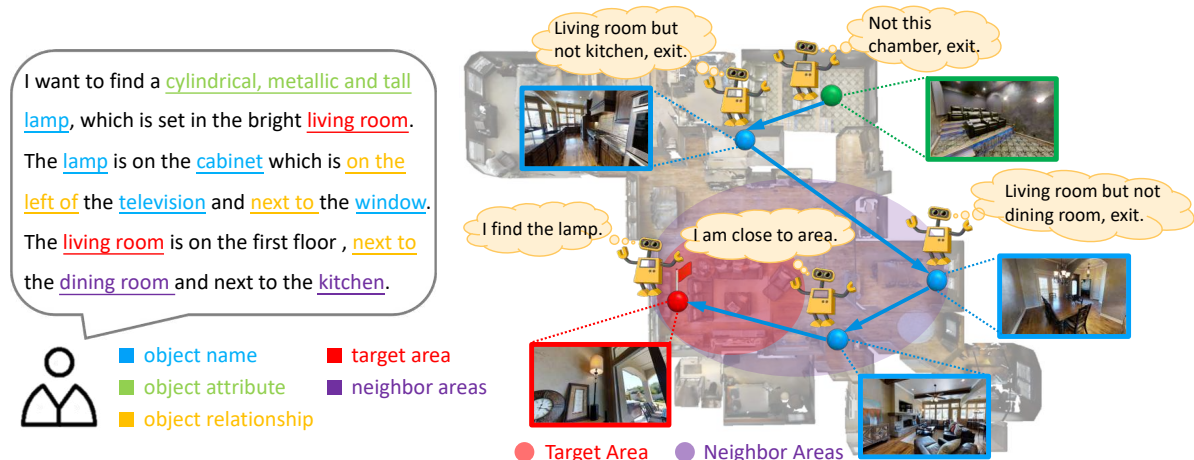 I want to find a cylindrical, metallic and tall
lamp, which is set in the bright living room.
The lamp is on the cabinet which is on the
left of the television and next to the window.
The living room is on the first floor , next to
the dining room and next to the kitchen.
object name
object attribute
object relationship
target area
neighbor areas
Living room but
not kitchen, exit.
Not this
chamber, exit.
Living room but not
dining room, exit.
I find the lamp.
I am close to area.
Target Area
Neighbor Areas